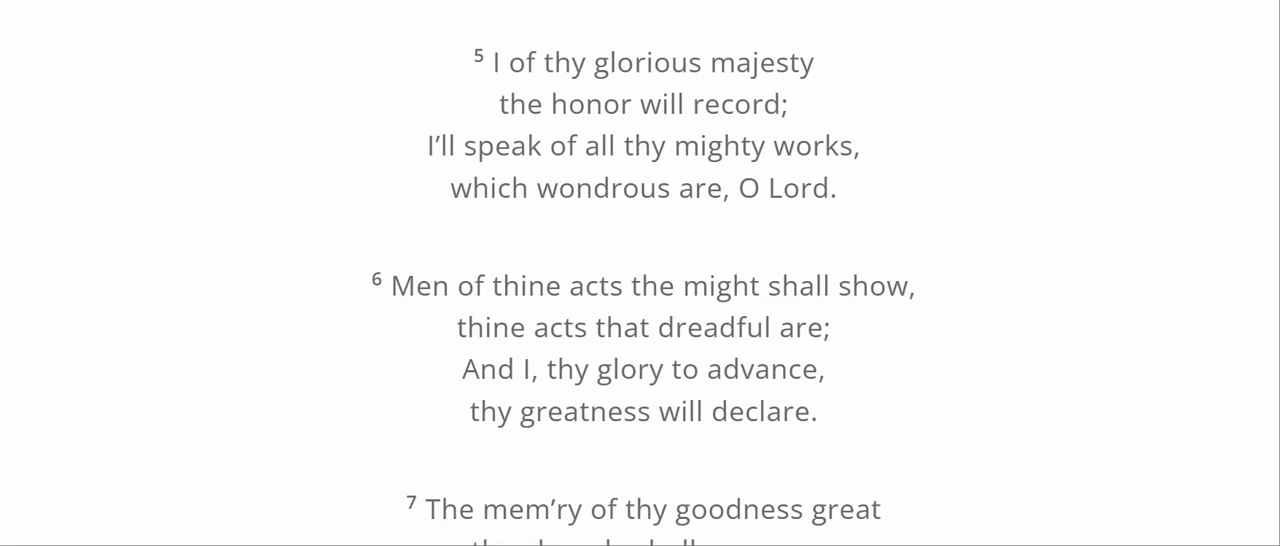 ⁵ I of thy glorious majesty
the honor will record;
I’ll speak of all thy mighty works,
which wondrous are, O Lord.
⁶ Men of thine acts the might shall show,
thine acts that dreadful are;
And I, thy glory to advance,
thy greatness will declare.
⁷ The mem’ry of thy goodness great